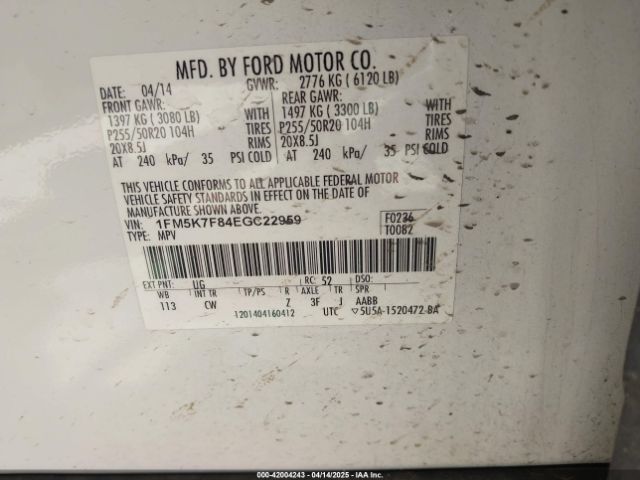 MFD. BY FORD MOTOR CO.
DATE: 04/14 GVWR: 2776 KG ( 6120 LB)
FRONT GAWR: REAR GAWR:
1397 KG ( 3080 LB) WITH 1497 KG ( 3300 LB) WITH
P255/50R20 104H TIRES P255/50R20 104H TIRES
20X8.5J RIMS 20X8.5J RIMS
AT 240 kPa/ 35 PSI COLD AT 240 kPa/ 35 PSI COLD
THIS VEHICLE CONFORMS TO ALL APPLICABLE FEDERAL MOTOR
VEHICLE SAFETY STANDARDS IN EFFECT ON THE DATE OF
MANUFACTURE SHOWN ABOVE.
VIN: 1FM5K7F84EGC22959 F0236
TYPE: MPV T0082
EXT PNT: UG RC: 52 DSO:
WB INT TR TP/PS R AXLE TR SPR
113 CW Z 3F J AABB
1201404160412 UTC ▽5U5A-1520472-BA
000-42004243 - 04/14/2025 - IAAI.com